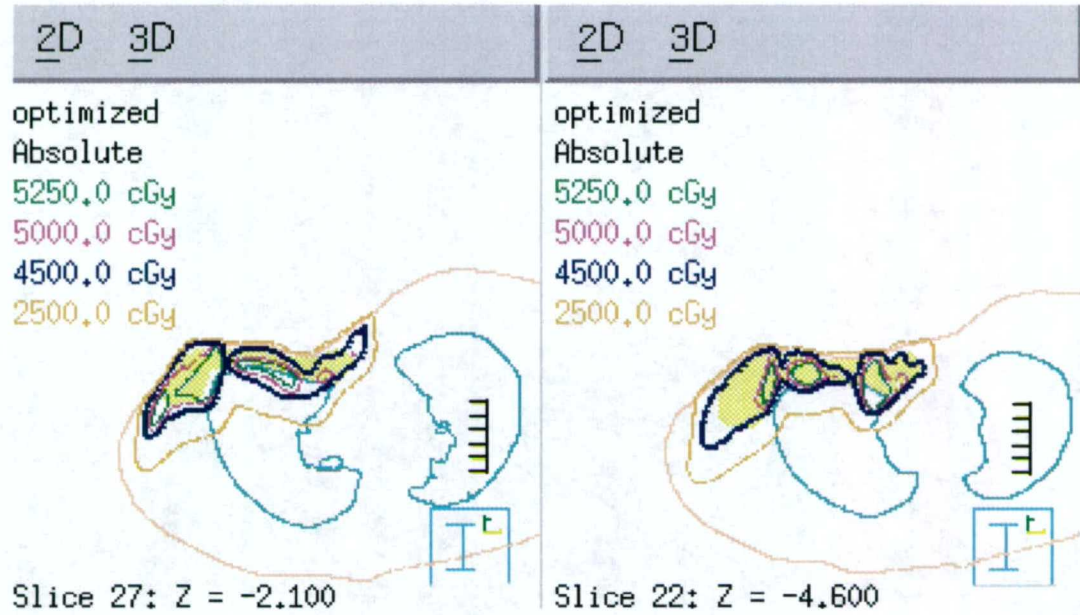 2D 3D
optimized
Absolute
5250.0 cGy
5000.0 cGy
4500.0 cGy
2500.0 cGy
Slice 27: Z = -2.100
2D 3D
optimized
Absolute
5250.0 cGy
5000.0 cGy
4500.0 cGy
2500.0 cGy
Slice 22: Z = -4.600